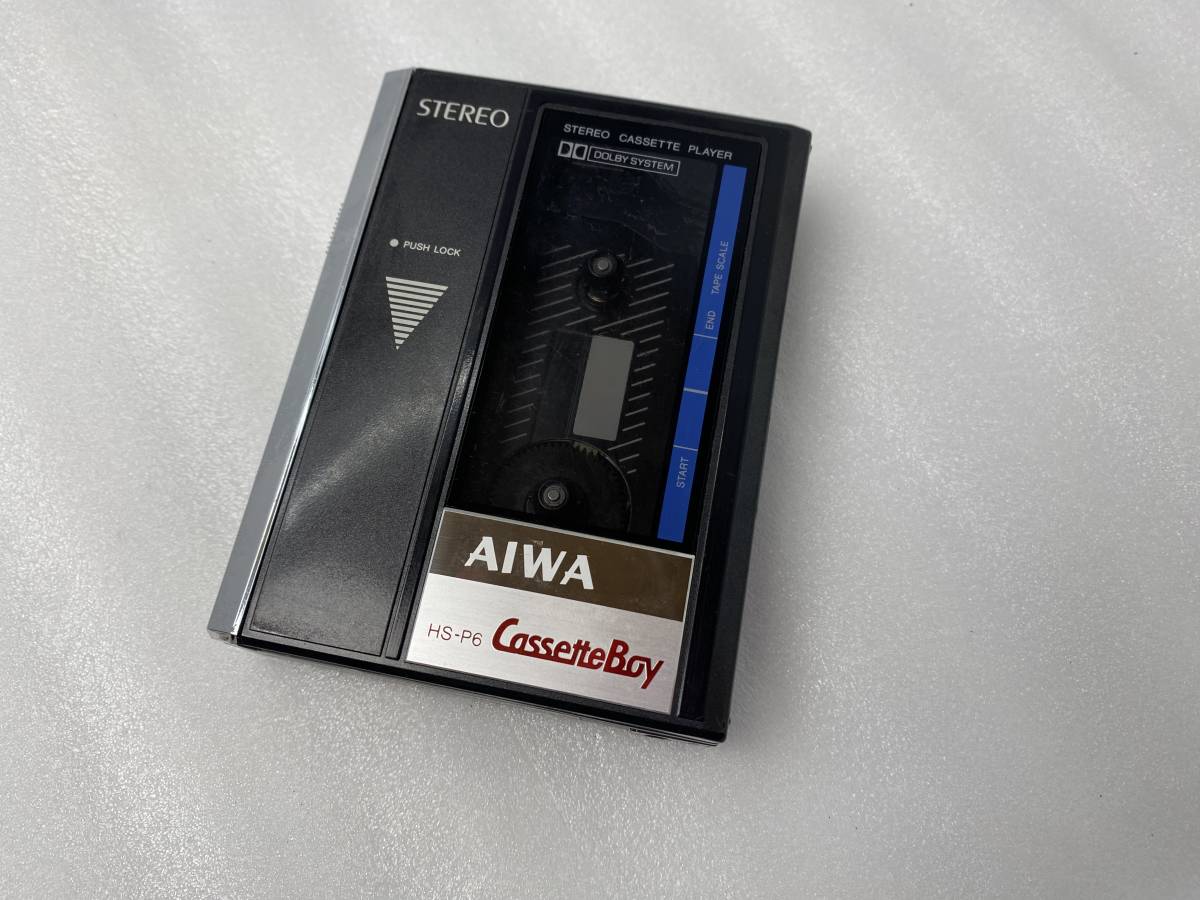 STEREO
STEREO CASSETTE PLAYER
DOLBY SYSTEM
PUSH LOCK
TAPE SCALE
END
START
AIWA
HS-P6 CassetteBoy